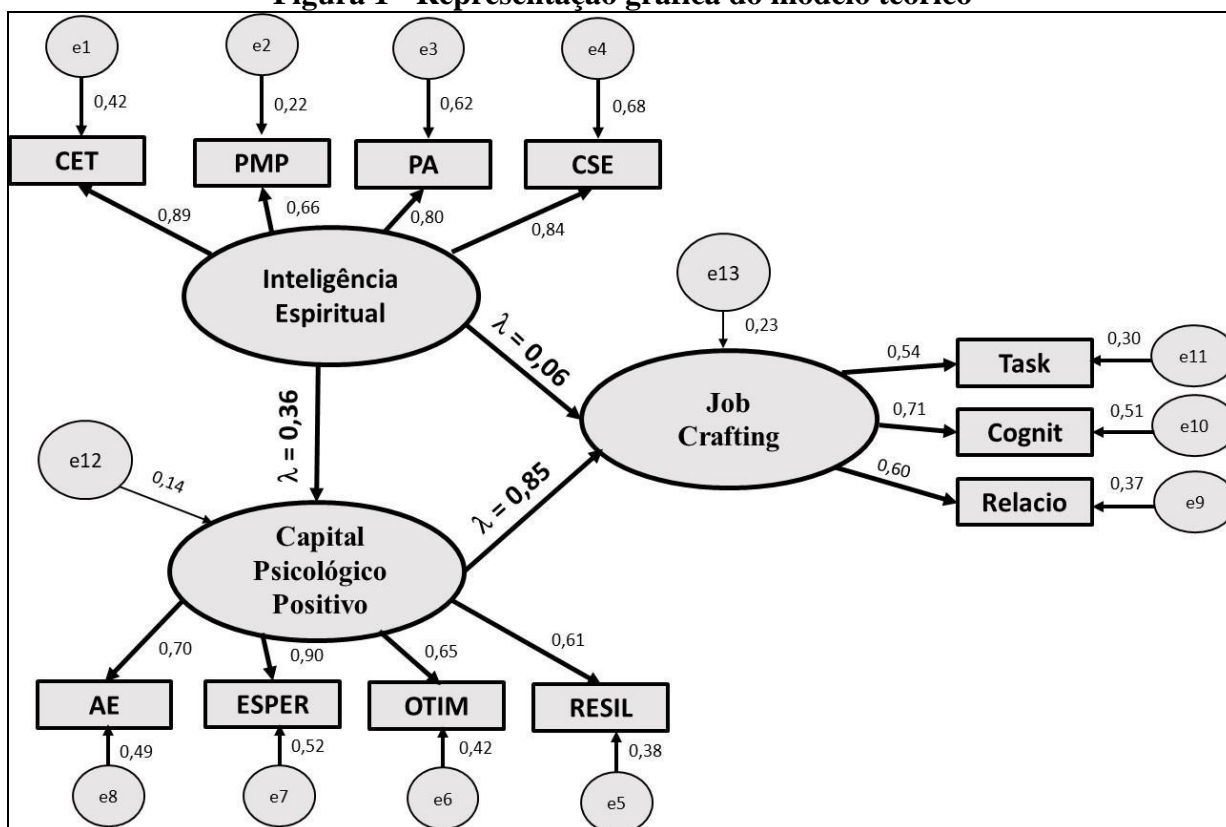 Figura 1 - Representação gráfica do modelo teórico
e1
e2
e3
e4
0,42
0,22
0,62
0,68
CET
PMP
PA
CSE
0,89
0,66
0,80
0,84
Inteligência
Espiritual
e13
0,23
λ = 0,06
λ = 0,36
λ = 0,85
Job
Crafting
0,54
Task
0,30
e11
0,71
Cognit
0,51
e10
0,60
Relacio
0,37
e9
e12
0,14
Capital
Psicológico
Positivo
0,70
0,90
0,65
0,61
AE
ESPER
OTIM
RESIL
0,49
0,52
0,42
0,38
e8
e7
e6
e5